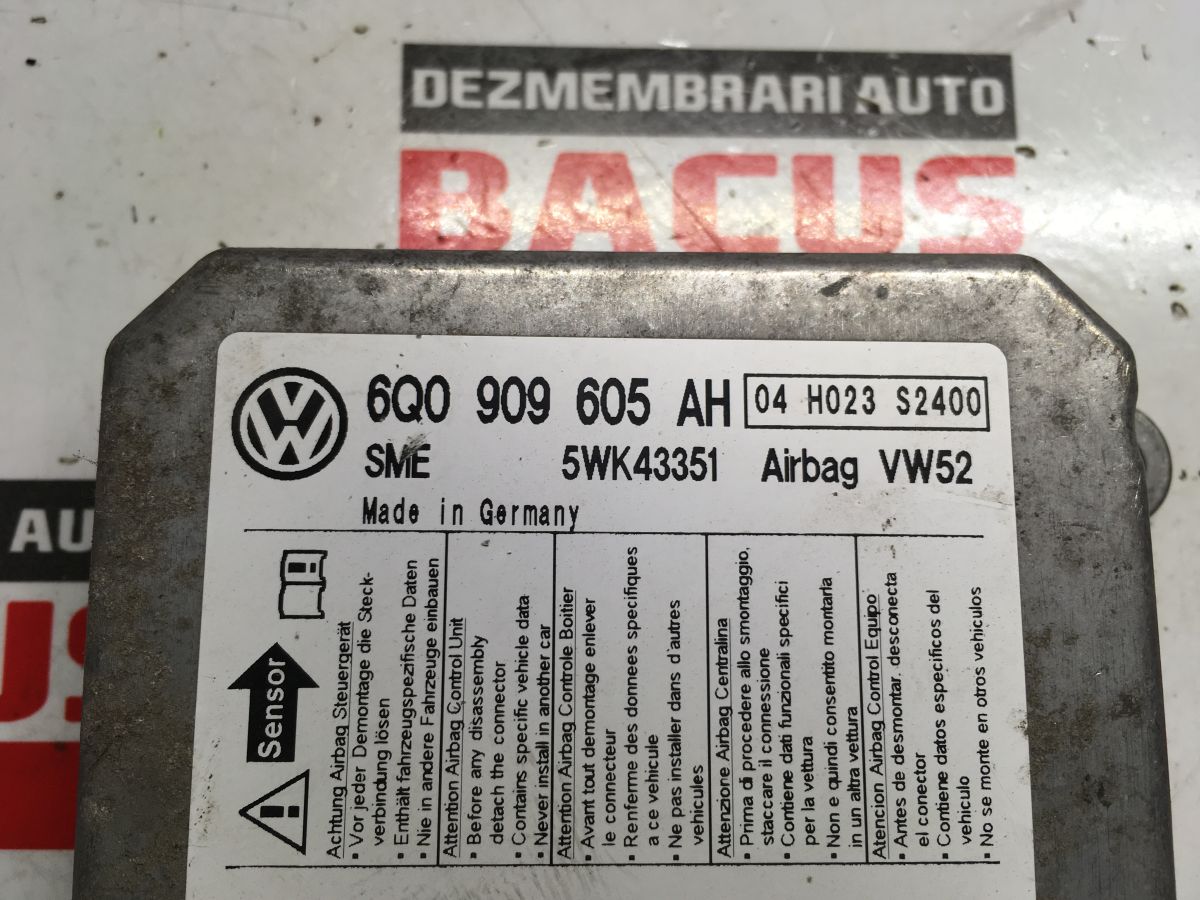 DEZMEMBRARI AUTO
BACUS
AU
US
6Q0 909 605 AH 04 H023 S2400
SME 5WK43351 Airbag VW52
Made in Germany
Sensor
Achtung Airbag Steuergerät
• Vor jeder Demontage die Steck-
verbindung lösen
• Enthält fahrzeugspezifische Daten
• Nie in andere Fahrzeuge einbauen
Attention Airbag Control Unit
• Before any disassembly
detach the connector
• Contains specific vehicle data
• Never install in another car
Attention Airbag Controle Boitier
• Avant tout demontage enlever
le connecteur
• Renferme des donnees specifiques
a ce vehicule
• Ne pas installer dans d'autres
vehicules
Attenzione Airbag Centralina
• Prima di procedere allo smontaggio,
staccare il connessione
• Contiene dati funzionali specifici
per la vettura
• Non e quindi consentito montarla
in un altra vettura
Atencion Airbag Control Equipo
• Antes de desmontar, desconecta
el conector
• Contiene datos especificos del
vehiculo
• No se monte en otros vehiculos